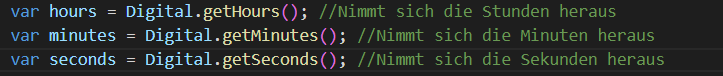 var hours = Digital.getHours(); //Nimmt sich die Stunden heraus
var minutes = Digital.getMinutes(); //Nimmt sich die Minuten heraus
var seconds = Digital.getSeconds(); //Nimmt sich die Sekunden heraus